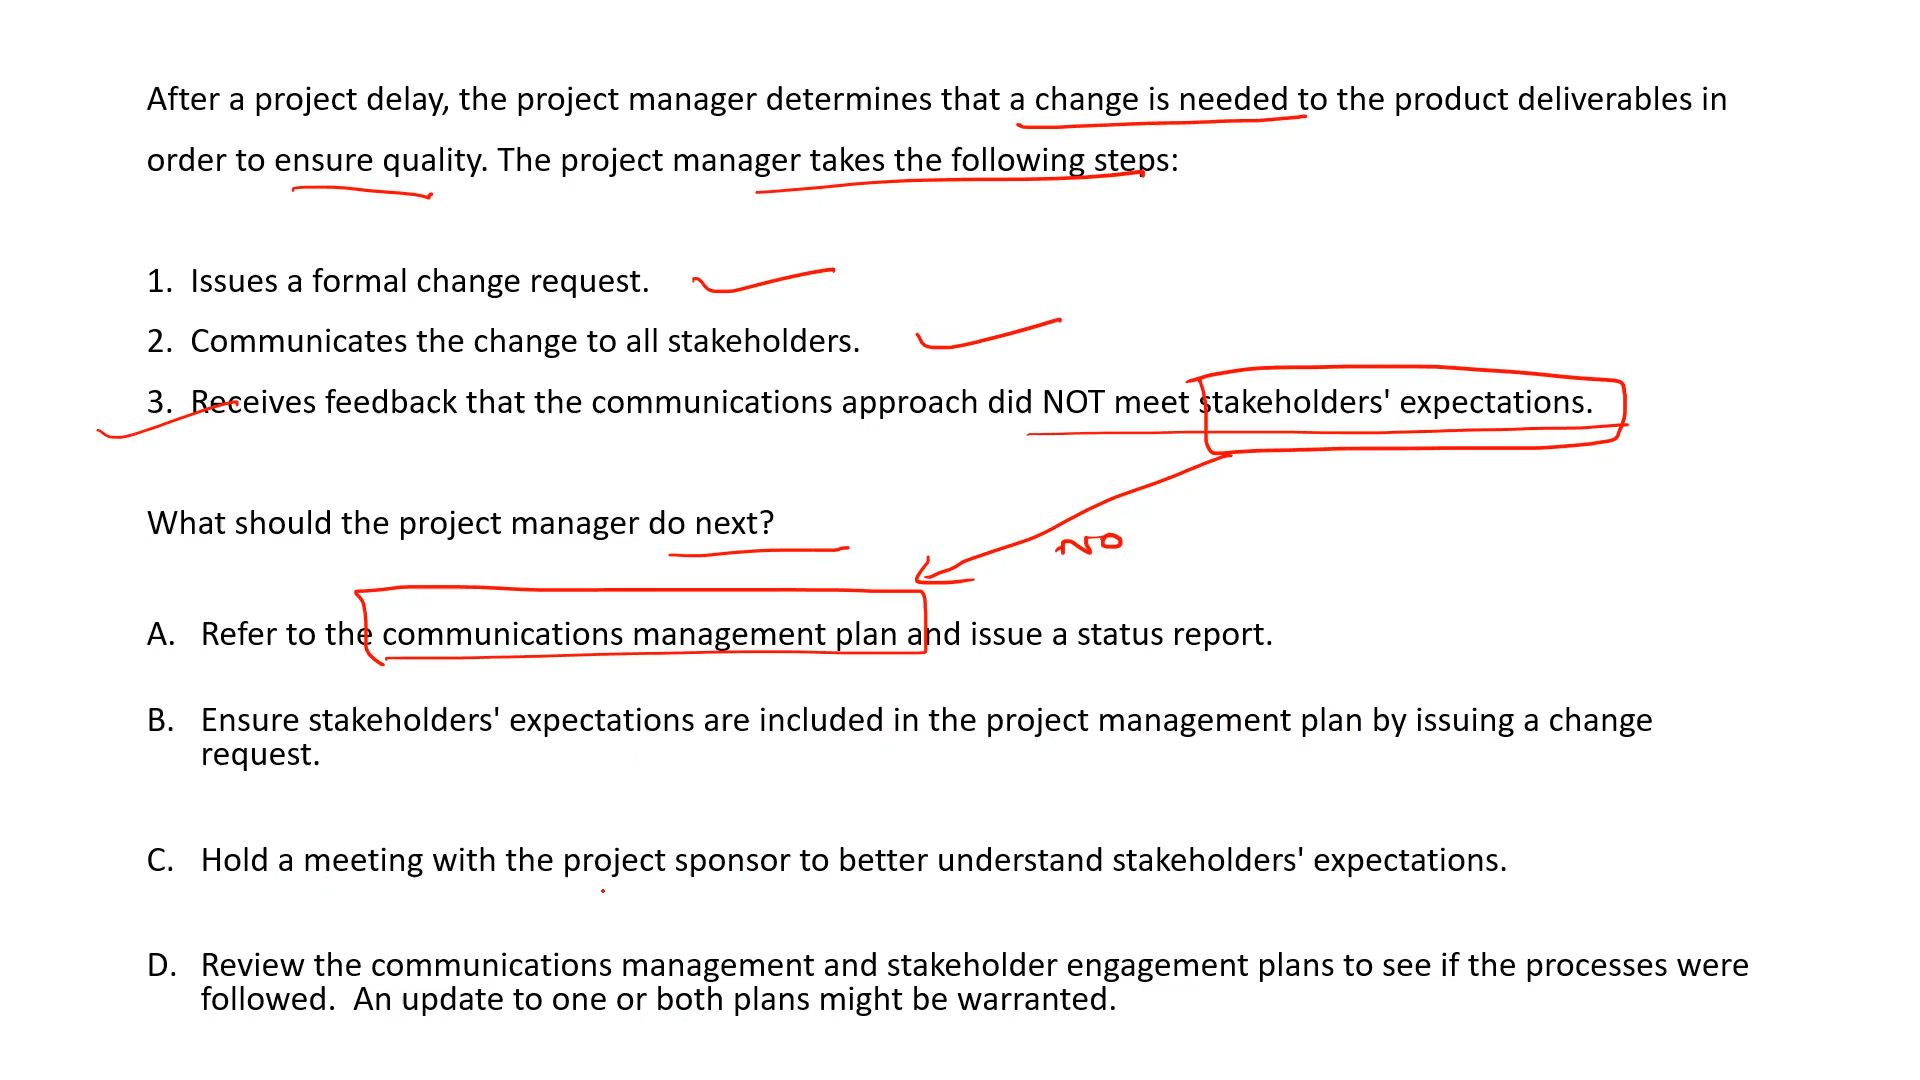 After a project delay, the project manager determines that a change is needed to the product deliverables in
order to ensure quality. The project manager takes the following steps:
1. Issues a formal change request.
2. Communicates the change to all stakeholders.
3. Receives feedback that the communications approach did NOT meet stakeholders' expectations.
What should the project manager do next?
NO
A. Refer to the communications management plan and issue a status report.
B. Ensure stakeholders' expectations are included in the project management plan by issuing a change
request.
C. Hold a meeting with the project sponsor to better understand stakeholders' expectations.
D. Review the communications management and stakeholder engagement plans to see if the processes were
followed. An update to one or both plans might be warranted.